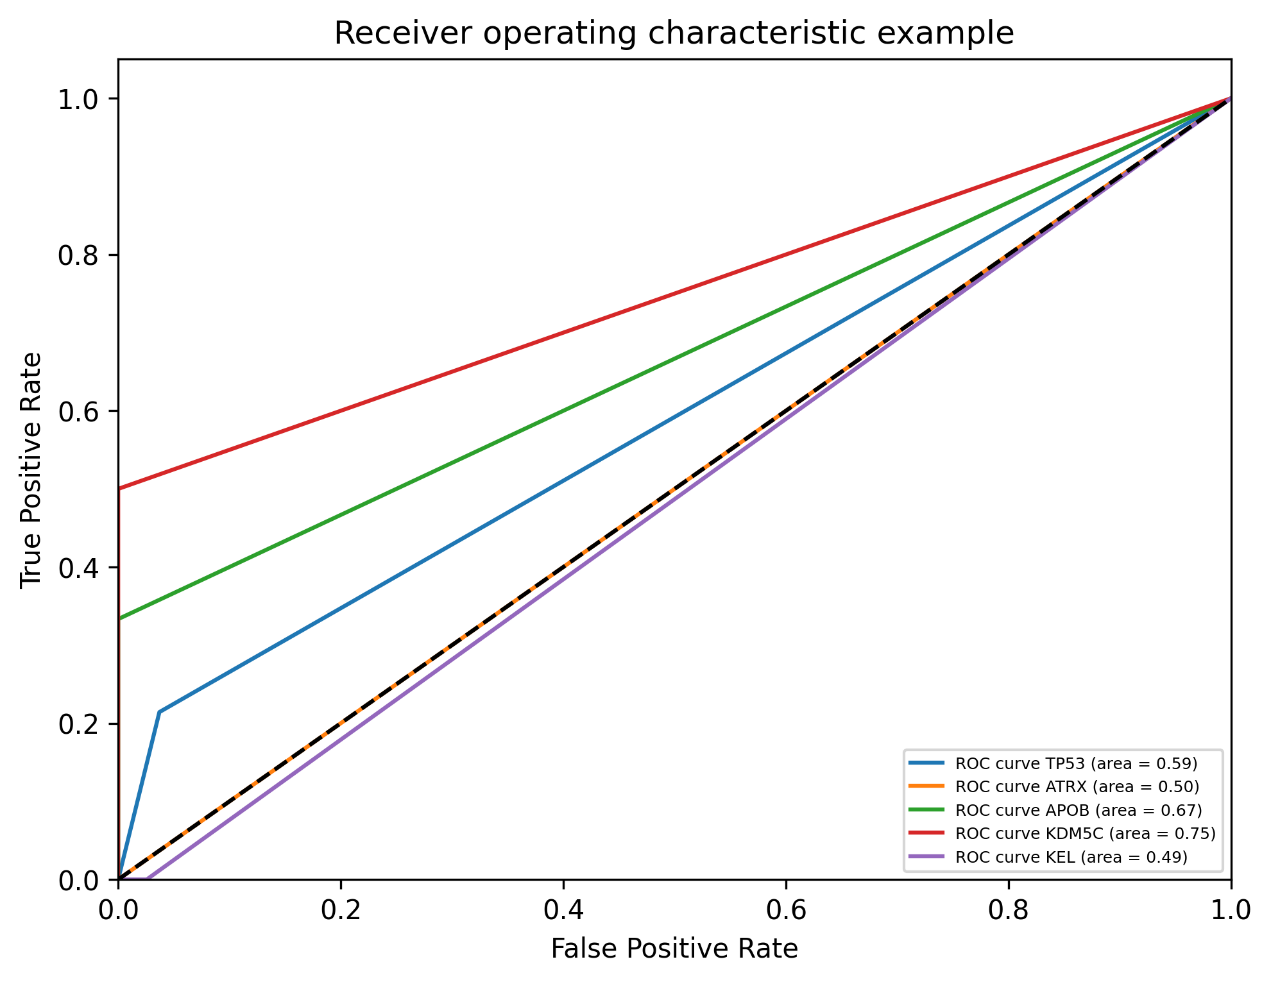 Receiver operating characteristic example
True Positive Rate
1.0
0.8
0.6
0.4
0.2
0.0
ROC curve TP53 (area = 0.59)
ROC curve ATRX (area = 0.50)
ROC curve APOB (area = 0.67)
ROC curve KDM5C (area = 0.75)
ROC curve KEL (area = 0.49)
0.0 0.2 0.4 0.6 0.8 1.0
False Positive Rate